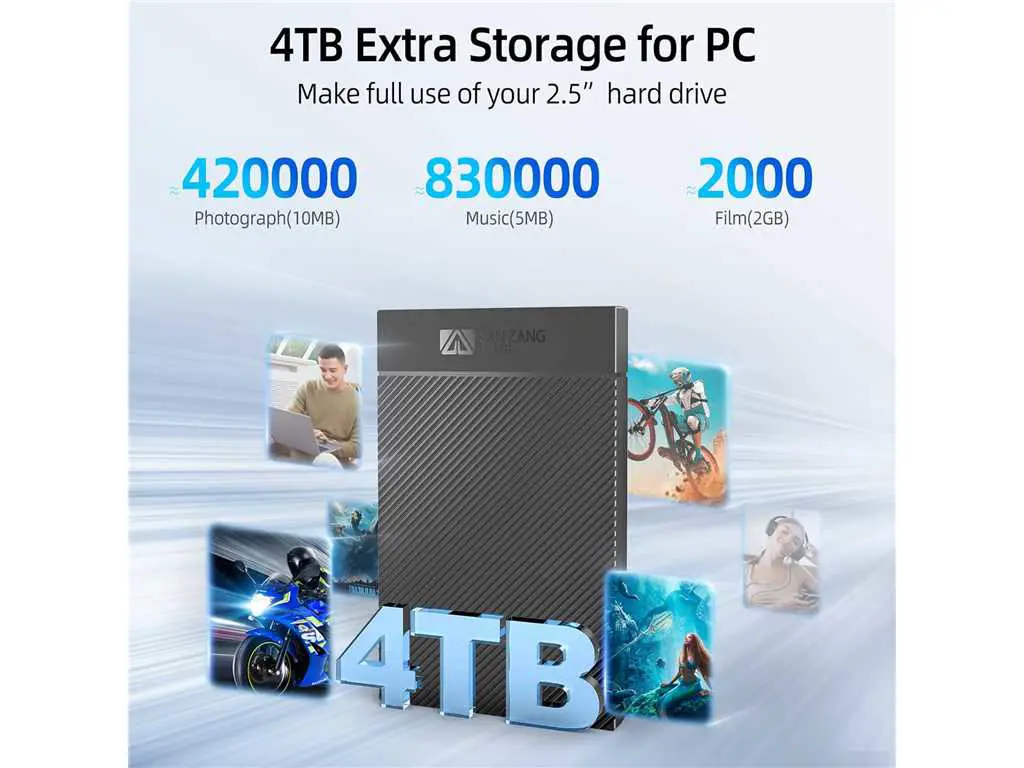 4TB Extra Storage for PC
Make full use of your 2.5” hard drive
≈420000
Photograph(10MB)
≈830000
Music(5MB)
≈2000
Film(2GB)
ZANG
4TB